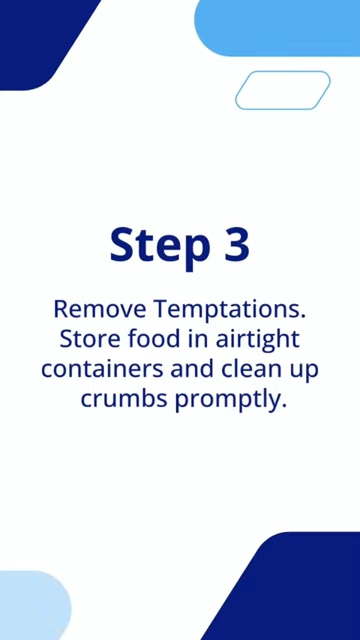 Step 3
Remove Temptations.
Store food in airtight
containers and clean up
crumbs promptly.